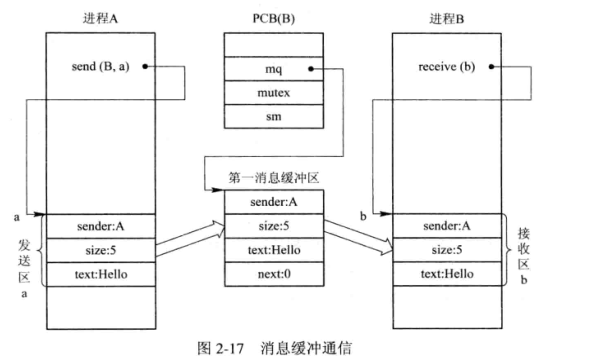 进程A
PCB(B)
进程B
send (B, a)
mq
mutex
sm
receive (b)
第一消息缓冲区
a
sender:A
size:5
text:Hello
发送区a
sender:A
size:5
text:Hello
next:0
b
sender:A
size:5
text:Hello
接收区b
图 2-17 消息缓冲通信